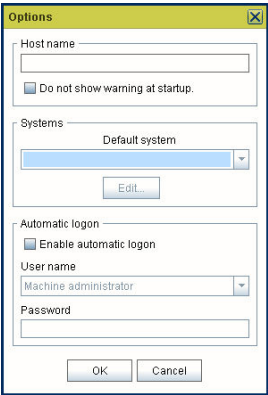 Options
Host name
Do not show warning at startup.
Systems
Default system
Edit...
Automatic logon
Enable automatic logon
User name
Machine administrator
Password
OK Cancel